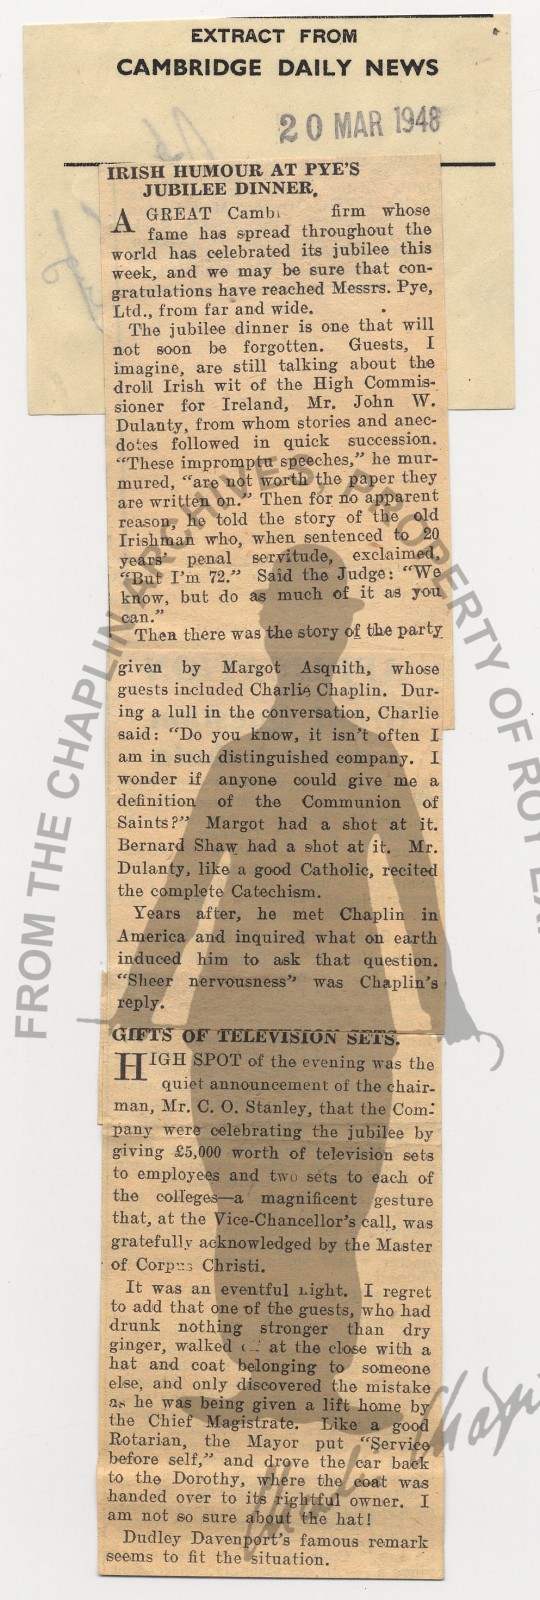 EXTRACT FROM
CAMBRIDGE DAILY NEWS
20 MAR 1948
IRISH HUMOUR AT PYE'S
JUBILEE DINNER.
A GREAT Camb firm whose
fame has spread throughout the
world has celebrated its jubilee this
week, and we may be sure that con-
gratulations have reached Messrs. Pye,
Ltd., from far and wide.
The jubilee dinner is one that will
not soon be forgotten. Guests, I
imagine, are still talking about the
droll Irish wit of the High Commis-
sioner for Ireland, Mr. John W.
Dulanty, from whom stories and anec-
dotes followed in quick succession.
"These impromptu speeches," he mur-
mured, "are not worth the paper they
are written on." Then for no apparent
reason, he told the story of the old
Irishman who, when sentenced to 20
years' penal servitude, exclaimed,
"But I'm 72." Said the Judge: "We
know, but do as much of it as you
can."
Then there was the story of the party
given by Margot Asquith, whose
guests included Charlie Chaplin. Dur-
ing a lull in the conversation, Charlie
said: "Do you know, it isn't often I
am in such distinguished company. I
wonder if anyone could give me a
definition of the Communion of
Saints?" Margot had a shot at it.
Bernard Shaw had a shot at it. Mr.
Dulanty, like a good Catholic, recited
the complete Catechism.
Years after, he met Chaplin in
America and inquired what on earth
induced him to ask that question.
"Sheer nervousness" was Chaplin's
reply.
GIFTS OF TELEVISION SETS.
HIGH SPOT of the evening was the
quiet announcement of the chair-
man, Mr. C. O. Stanley, that the Com-
pany were celebrating the jubilee by
giving £5,000 worth of television sets
to employees and two sets to each of
the colleges—a magnificent gesture
that, at the Vice-Chancellor's call, was
gratefully acknowledged by the Master
of Corpus Christi.
It was an eventful night. I regret
to add that one of the guests, who had
drunk nothing stronger than dry
ginger, walked at the close with a
hat and coat belonging to someone
else, and only discovered the mistake
as he was being given a lift home by
the Chief Magistrate. Like a good
Rotarian, the Mayor put "Service
before self," and drove the car back
to the Dorothy, where the coat was
handed over to its rightful owner. I
am not so sure about the hat!
Dudley Davenport's famous remark
seems to fit the situation.
FROM THE CHAPLIN ARCHIVES, PROPERTY OF ROY EX